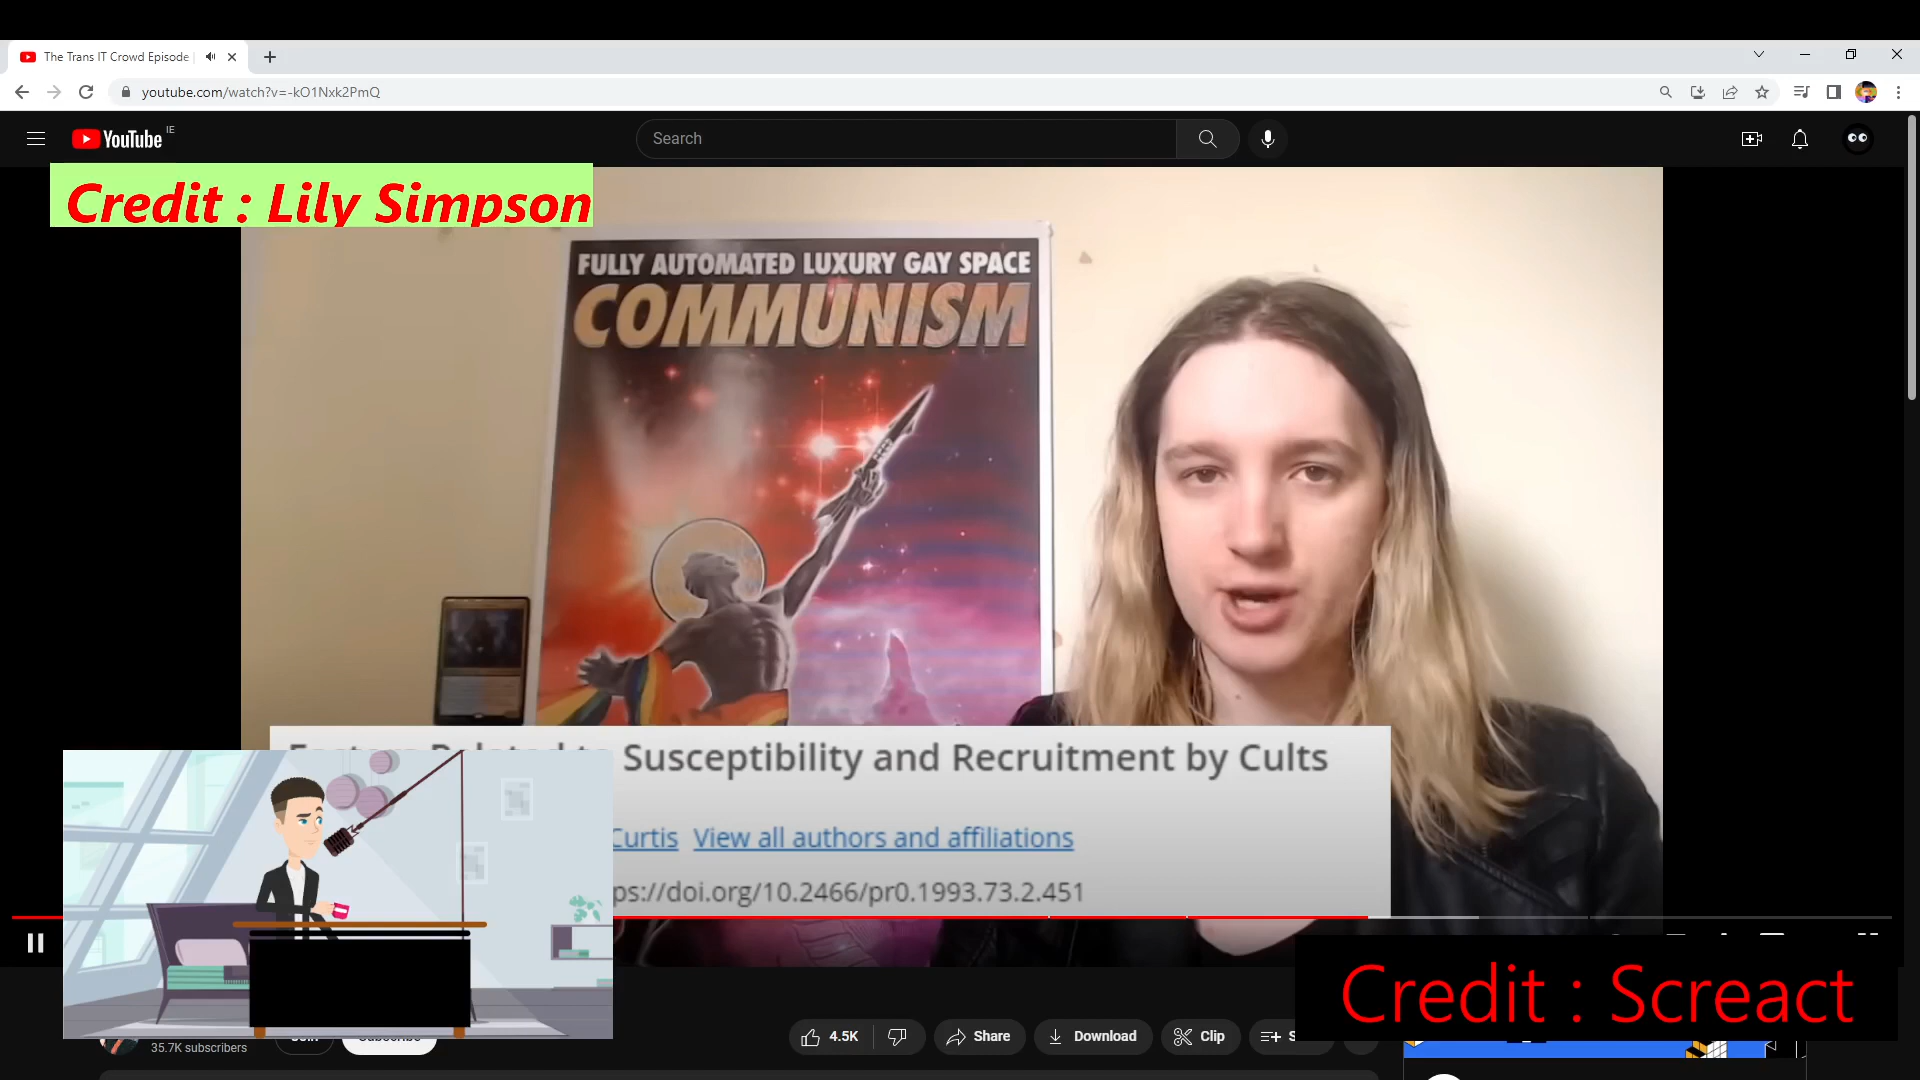 The Trans IT Crowd Episode
youtube.com/watch?v=-kO1Nxk2PmQ
YouTube IE
Search
Credit : Lily Simpson
FULLY AUTOMATED LUXURY GAY SPACE
COMMUNISM
Susceptibility and Recruitment by Cults
Curtis View all authors and affiliations
ps://doi.org/10.2466/pr0.1993.73.2.451
Credit : Screact
4.5K
Share
Download
Clip
35.7K subscribers
Join
Subscribe